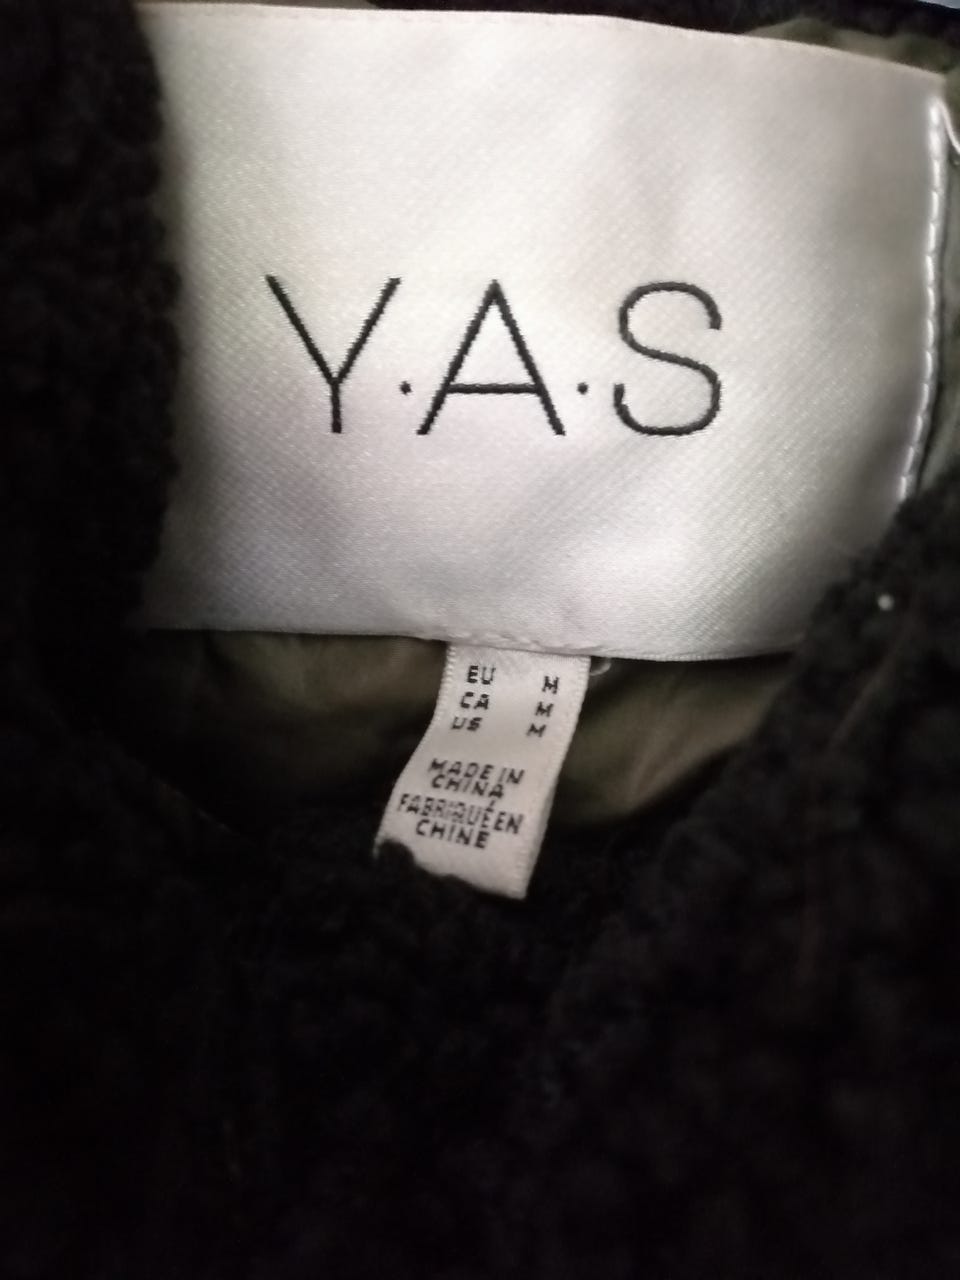 Y·A·S
EU M
CA M
US M
MADE IN
CHINA
FABRIQUÉ EN
CHINE